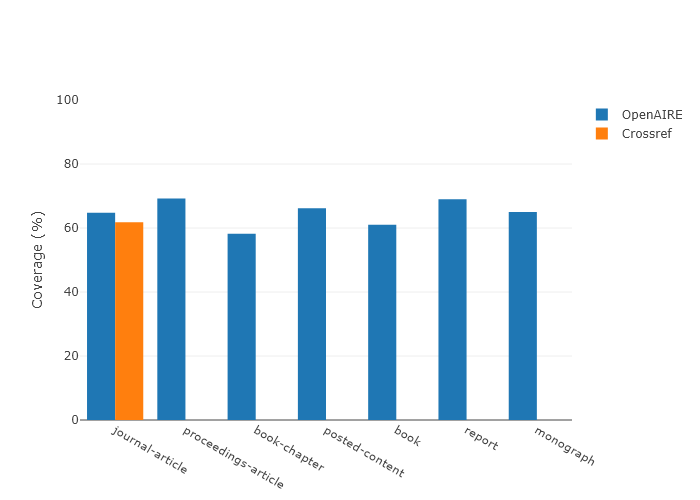 100
80
60
40
20
0
Coverage (%)
journal-article
proceedings-article
book-chapter
posted-content
book
report
monograph
OpenAIRE
Crossref